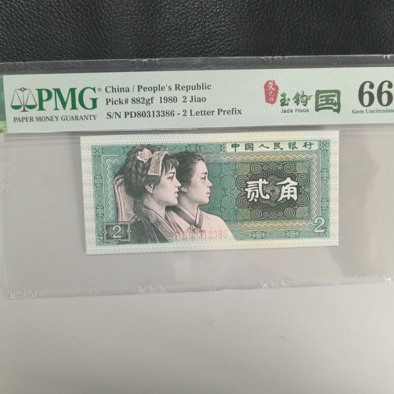 PMG
PAPER MONEY GUARANTY
China / People's Republic
Pick# 882gf 1980 2 Jiao
S/N PD80313386 - 2 Letter Prefix
玉钩国
Jade Hook
66
Gem Uncirculated
中国人民银行
贰角
2
2
PD80313386